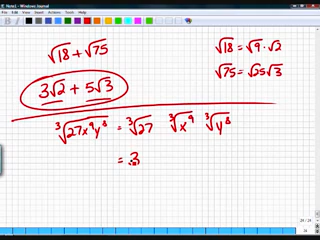 Note1 - Windows Journal
File Edit View Insert Actions Tools Help
√18 + √75
√18 = √9 · √2
√75 = √25 √3
3√2 + 5√3
∛(27x⁹y⁸) = ∛27 ∛x⁹ ∛y⁸
= 3